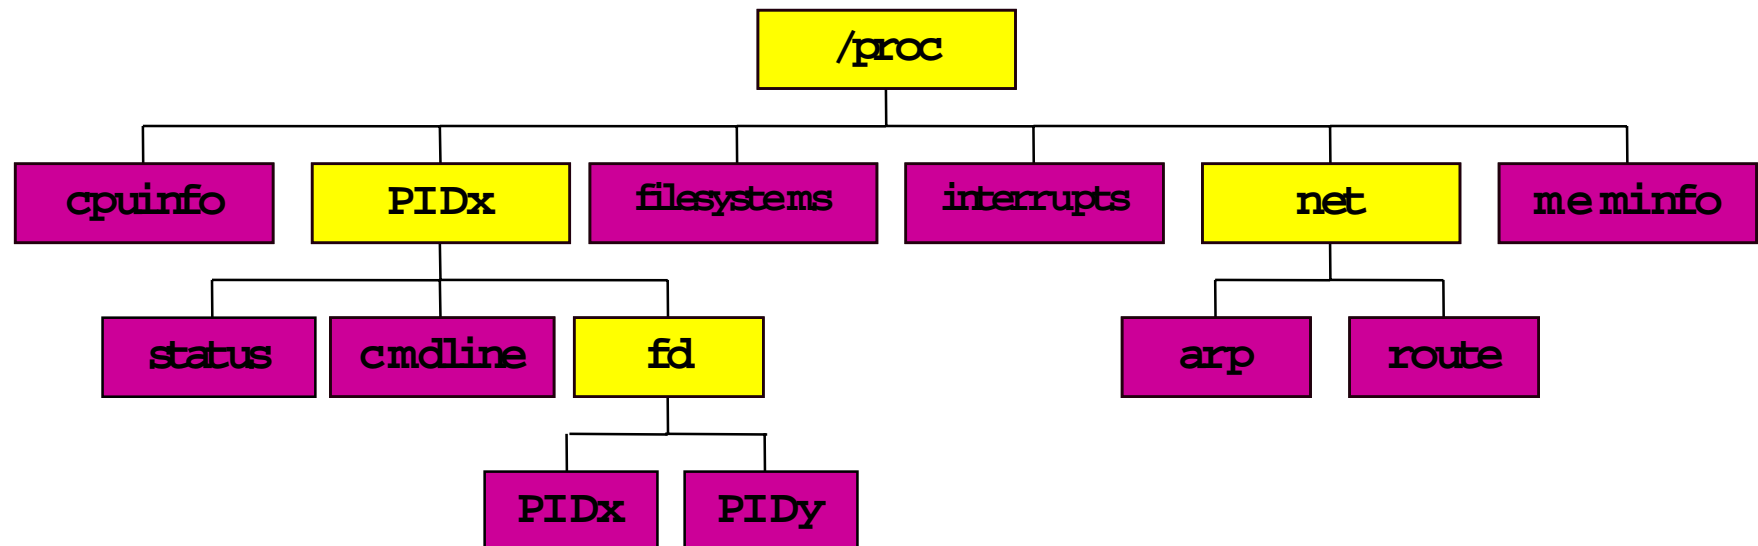 /proc
cpuinfo
PIDx
filesystems
interrupts
net
meminfo
status
cmdline
fd
arp
route
PIDx
PIDy